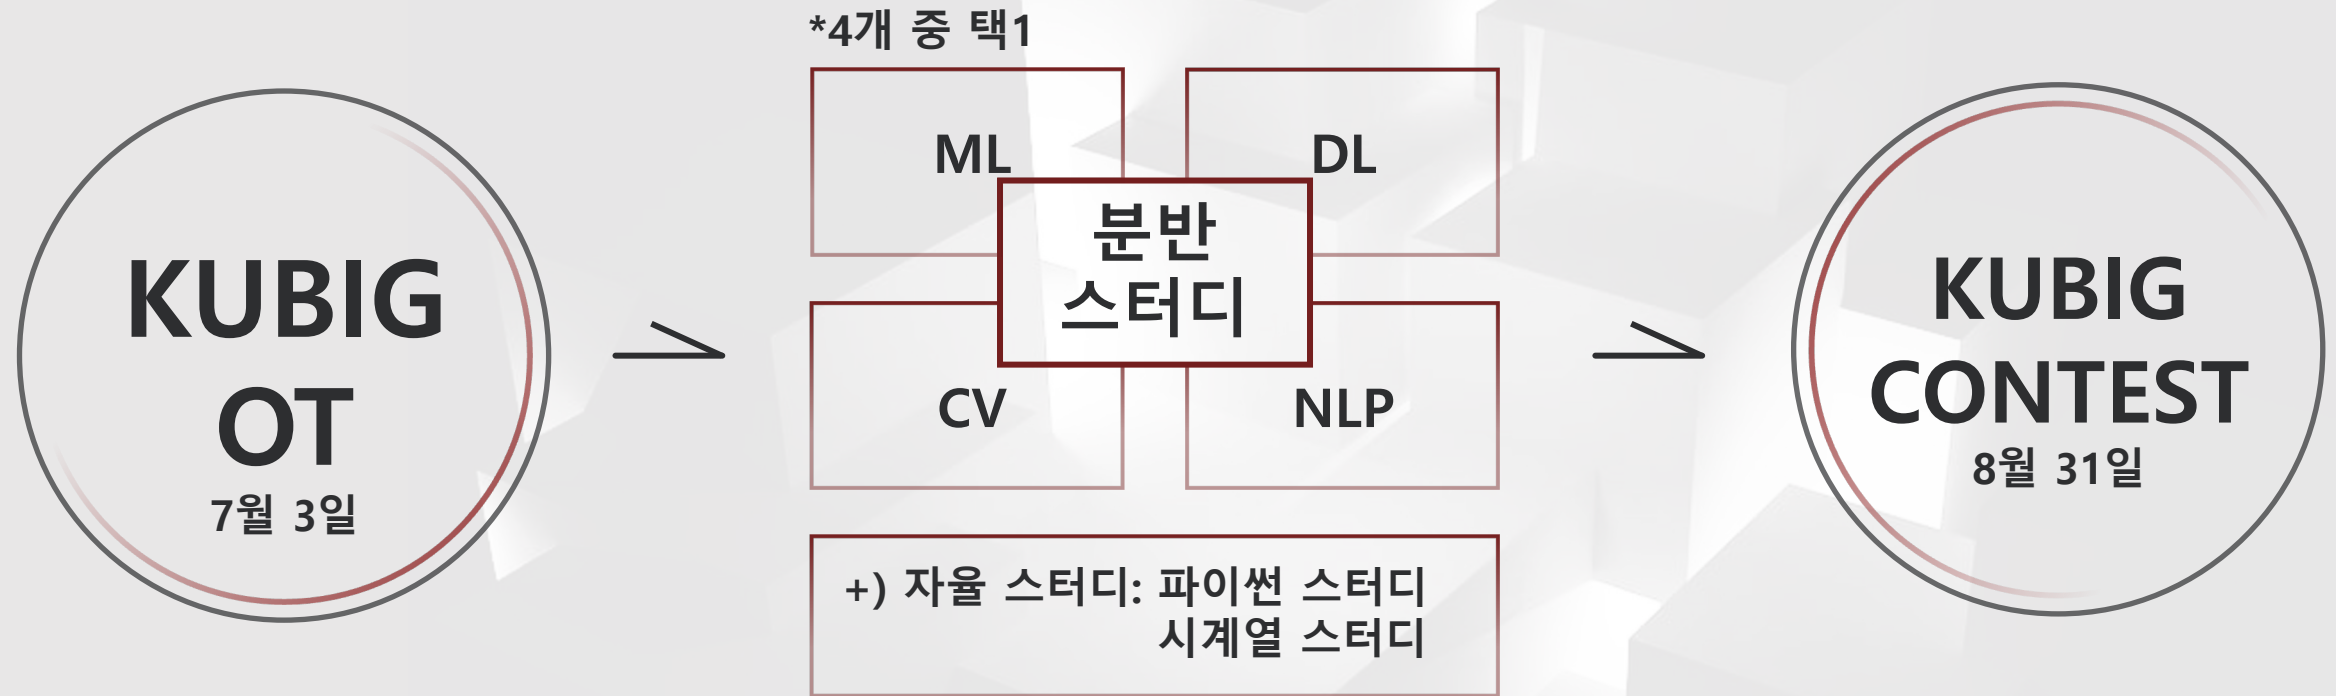 KUBIG
OT
7월 3일
*4개 중 택1
ML
DL
분반
스터디
CV
NLP
+) 자율 스터디: 파이썬 스터디
시계열 스터디
KUBIG
CONTEST
8월 31일